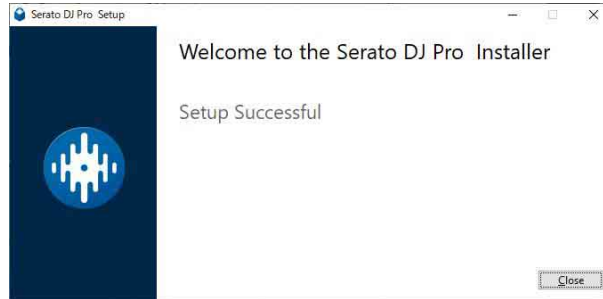 Serato DJ Pro Setup
Welcome to the Serato DJ Pro Installer
Setup Successful
Close